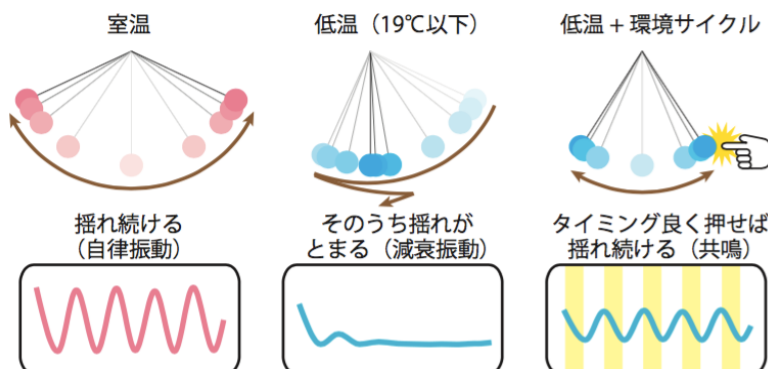 室温
低温（19℃以下）
低温 + 環境サイクル
揺れ続ける
（自律振動）
そのうち揺れが
とまる（減衰振動）
タイミング良く押せば
揺れ続ける（共鳴）